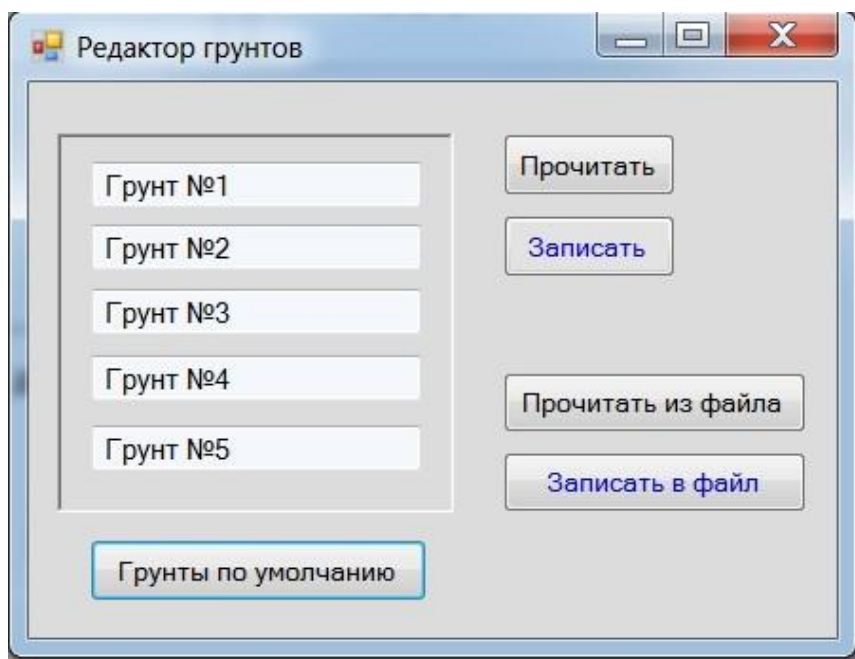 Редактор грунтов
Грунт №1
Грунт №2
Грунт №3
Грунт №4
Грунт №5
Грунты по умолчанию
Прочитать
Записать
Прочитать из файла
Записать в файл